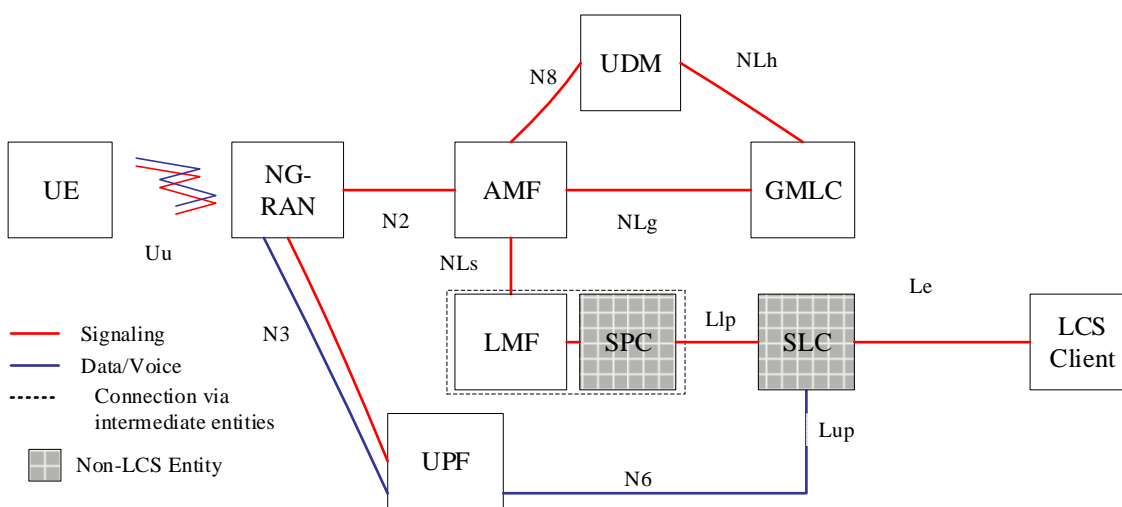 UDM
N8
NLh
UE
NG-
RAN
AMF
GMLC
N2
NLg
Uu
NLs
Le
N3
Signaling
LMF
SPC
Llp
SLC
LCS
Client
Data/Voice
Connection via
intermediate entities
Lup
Non-LCS Entity
UPF
N6